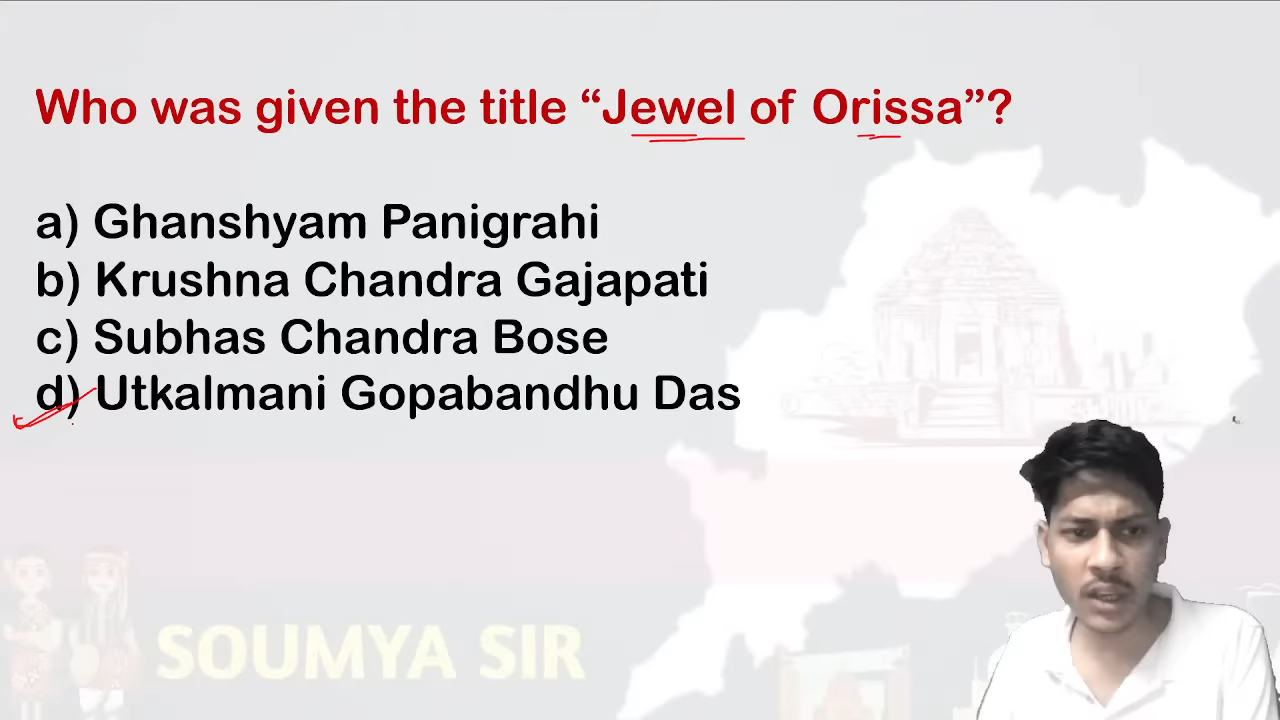 Who was given the title “Jewel of Orissa”?
a) Ghanshyam Panigrahi
b) Krushna Chandra Gajapati
c) Subhas Chandra Bose
d) Utkalmani Gopabandhu Das
SOUMYA SIR